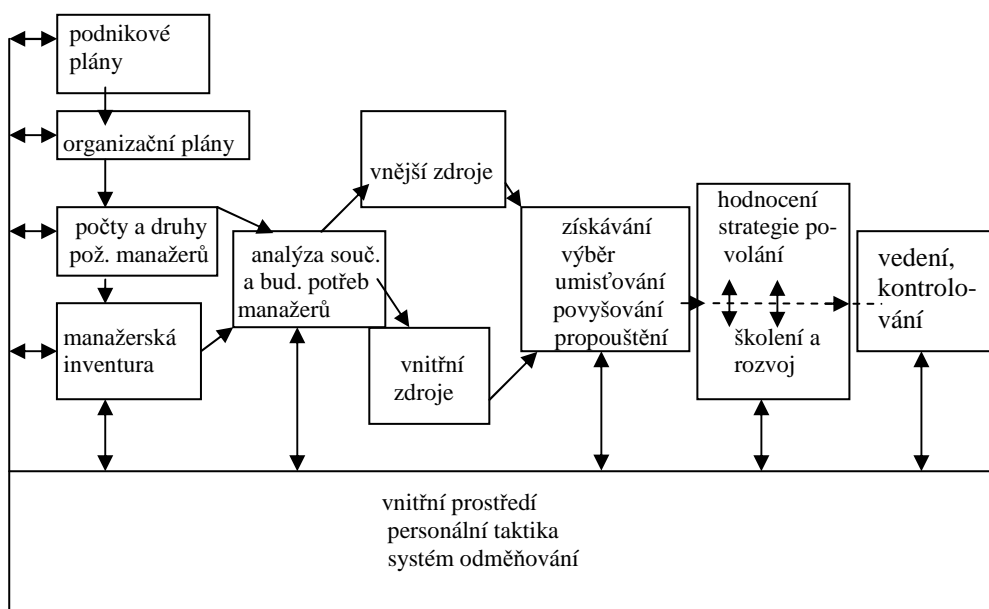 podnikové
plány
organizační plány
počty a druhy
pož. manažerů
manažerská
inventura
analýza souč.
a bud. potřeb
manažerů
vnější zdroje
vnitřní
zdroje
získávání
výběr
umisťování
povyšování
propouštění
hodnocení
strategie po-
volání
školení a
rozvoj
vedení,
kontrolo-
vání
vnitřní prostředí
personální taktika
systém odměňování